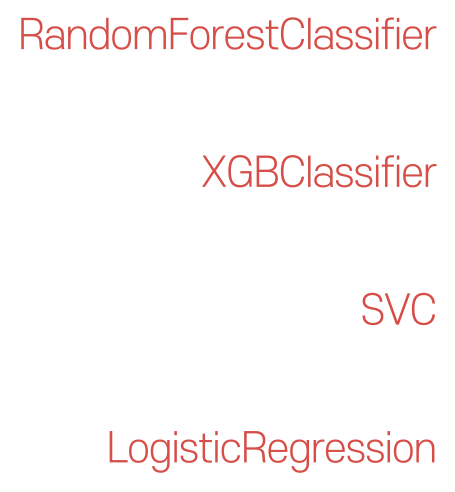 RandomForestClassifier
XGBClassifier
SVC
LogisticRegression